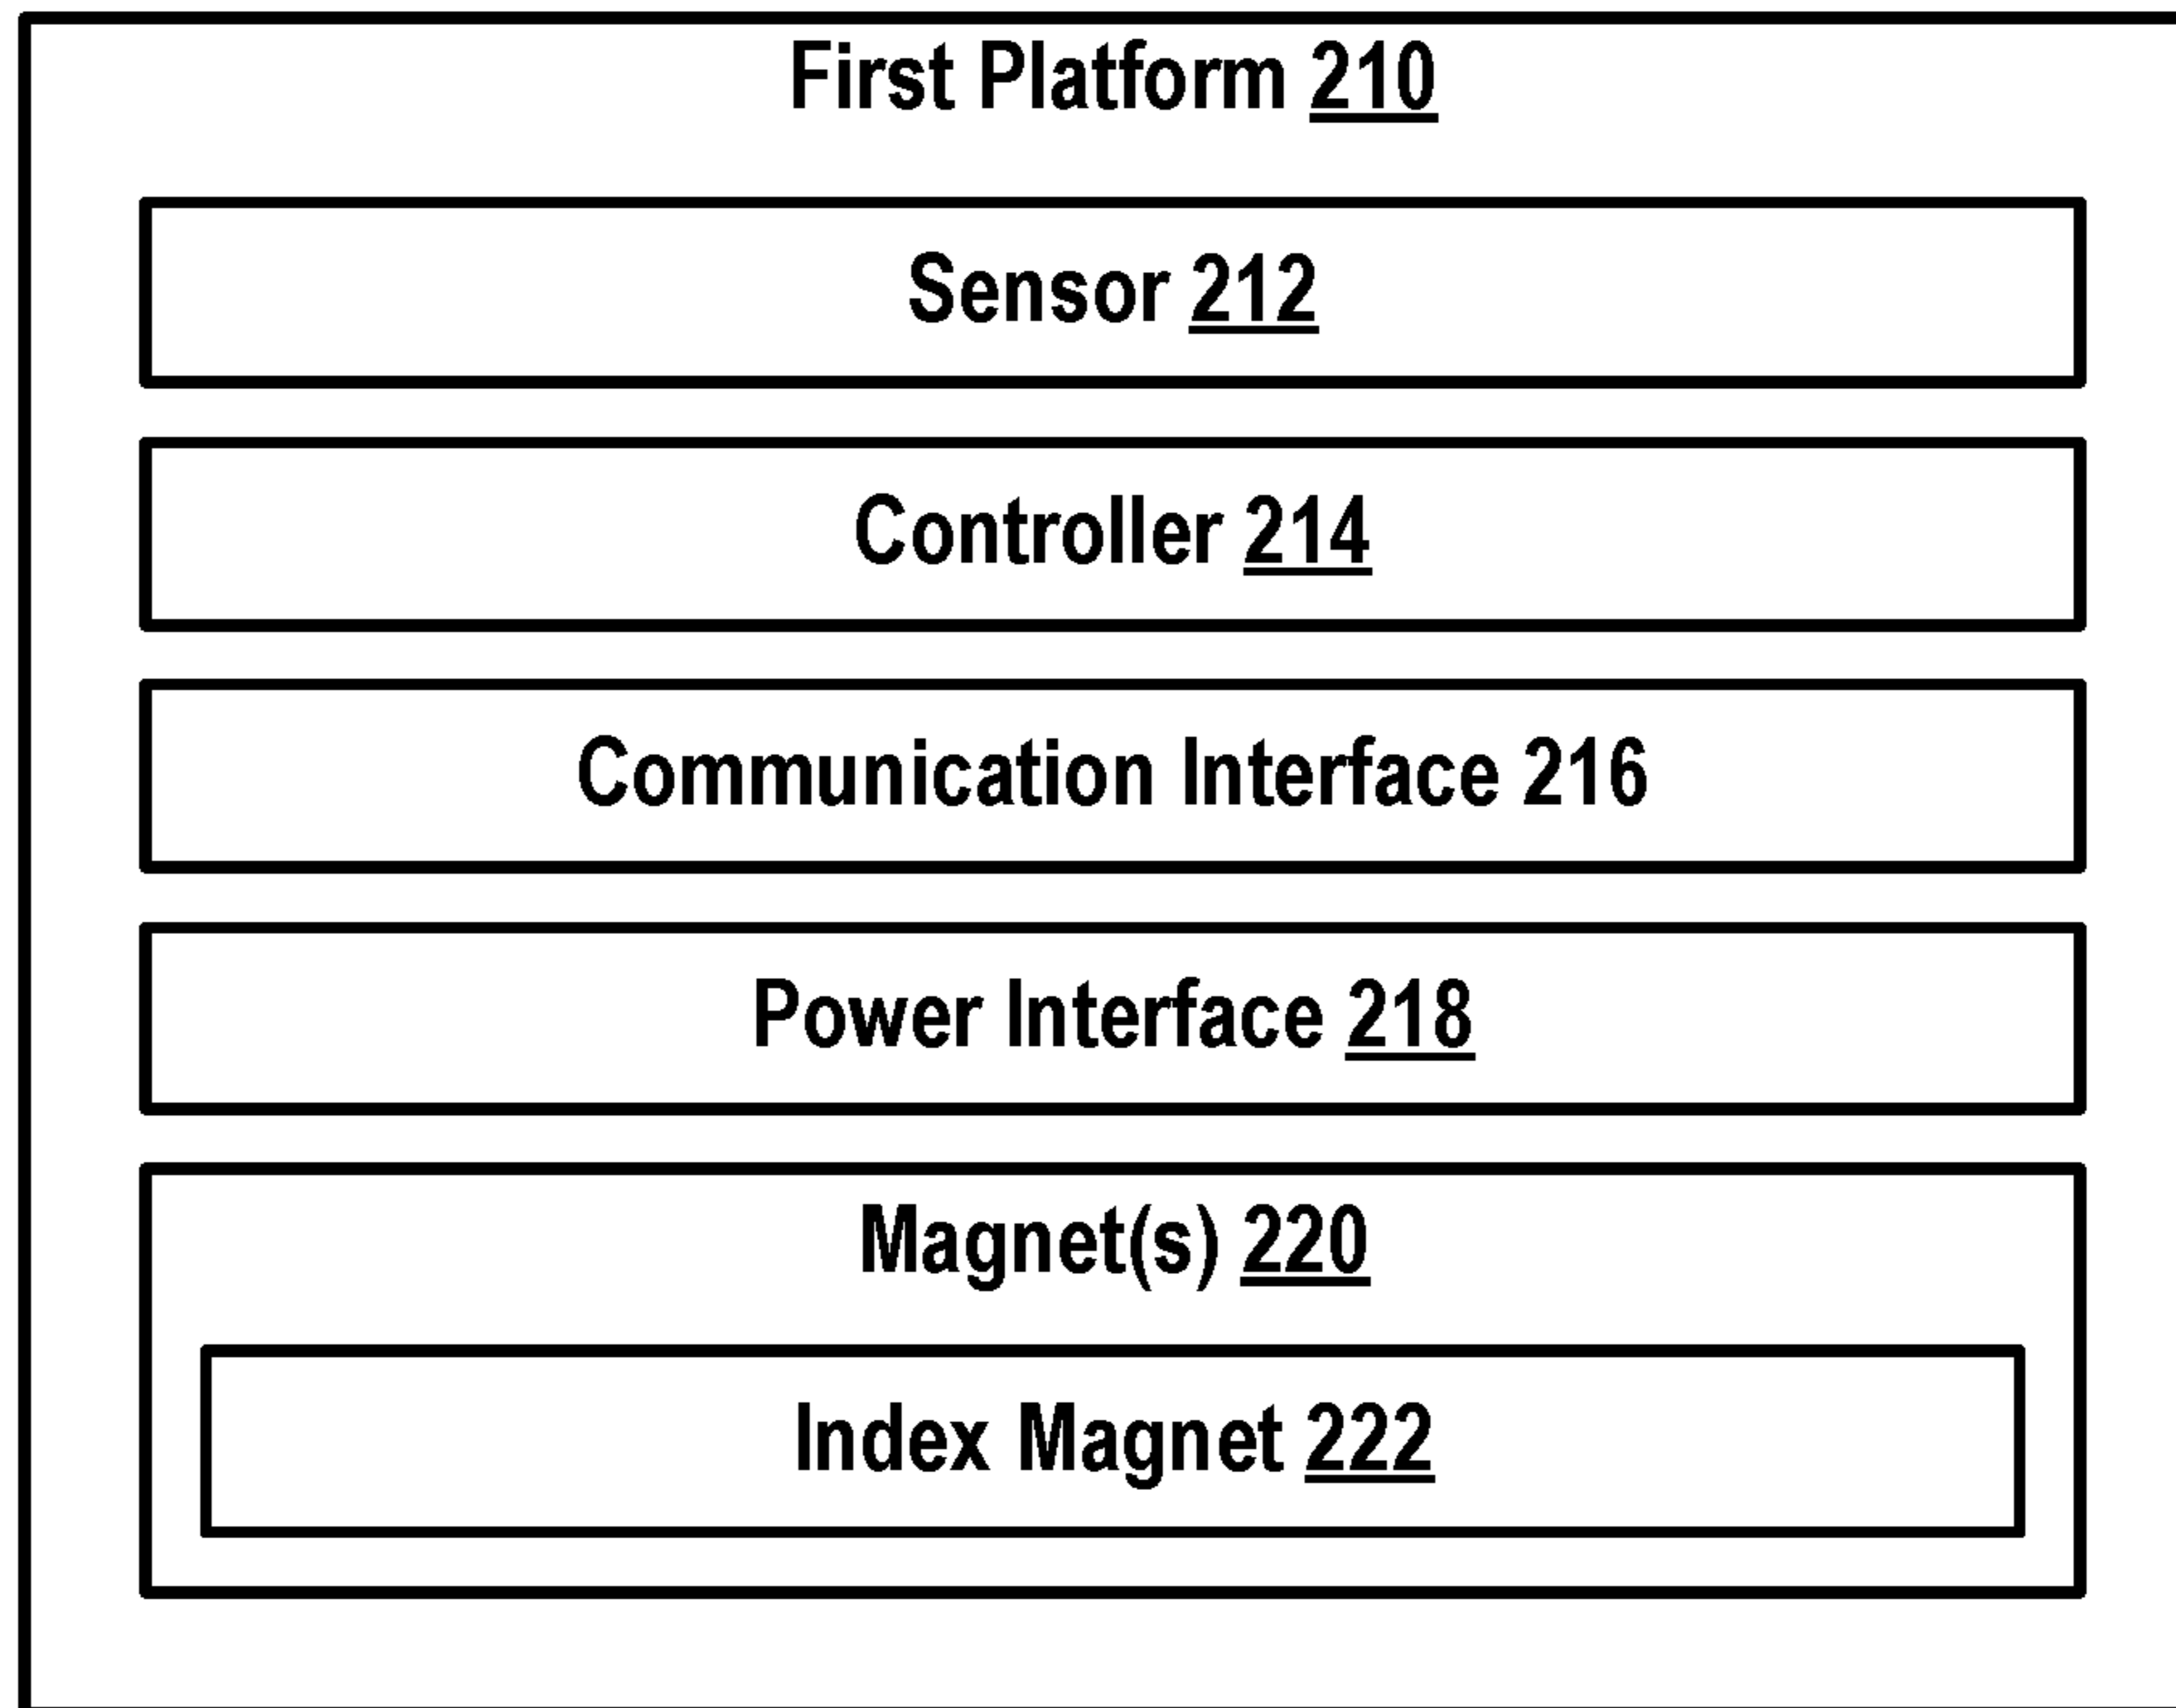 First Platform 210
Sensor 212
Controller 214
Communication Interface 216
Power Interface 218
Magnet(s) 220
Index Magnet 222